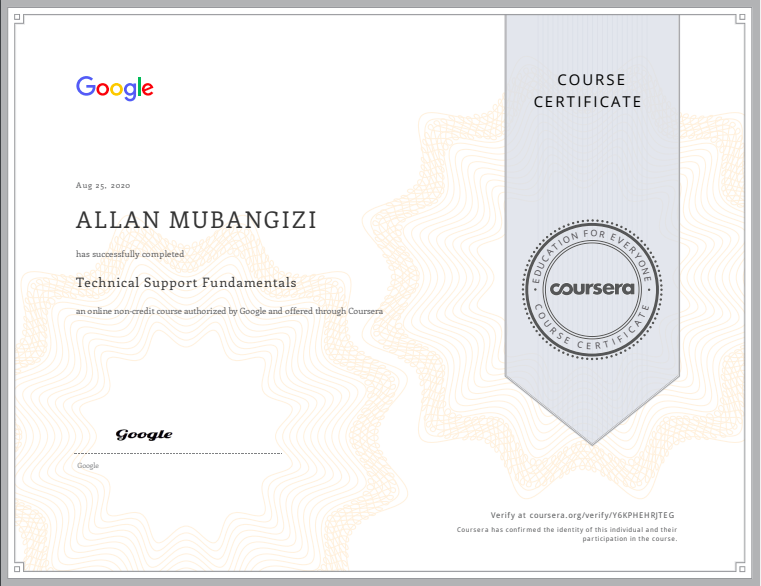 Google
COURSE
CERTIFICATE
Aug 25, 2020
ALLAN MUBANGIZI
has successfully completed
Technical Support Fundamentals
an online non-credit course authorized by Google and offered through Coursera
EDUCATION FOR EVERYONE
coursera
COURSE CERTIFICATE
Google
Google
Verify at coursera.org/verify/Y6KPHEHRJTEG
Coursera has confirmed the identity of this individual and their
participation in the course.